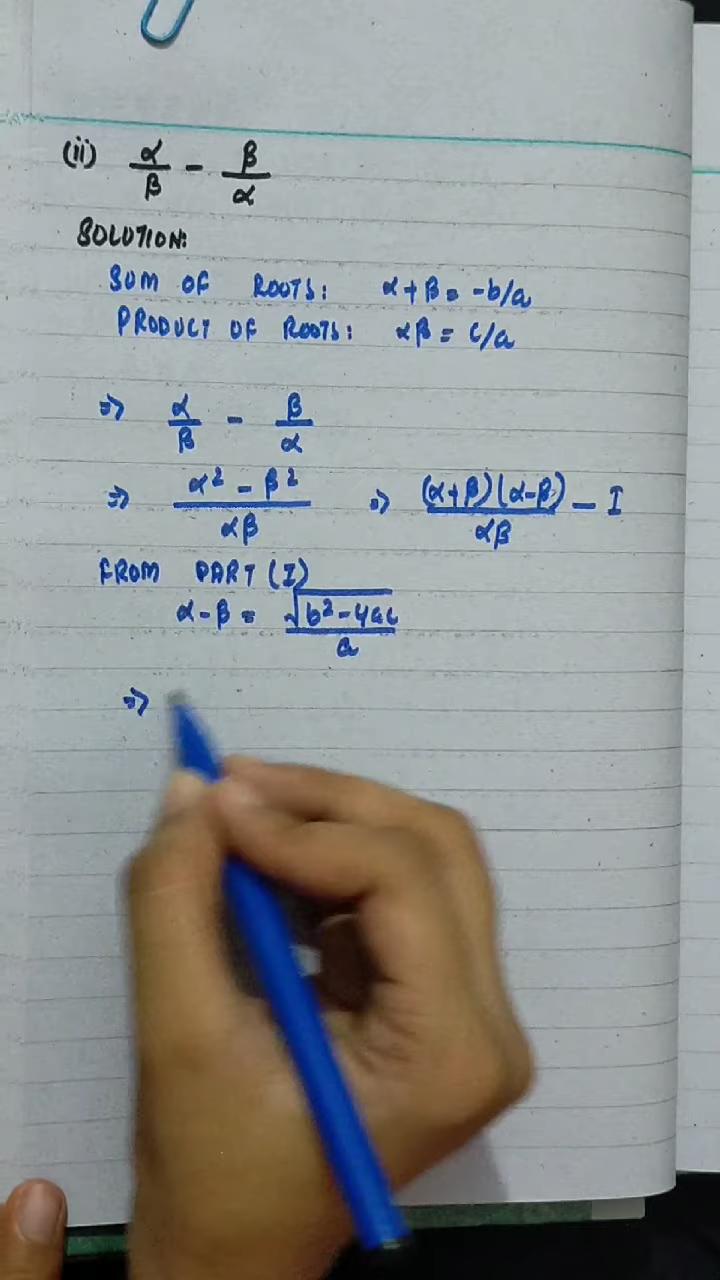 (ii) α/β - β/α
SOLUTION:
SUM OF ROOTS: α+β = -b/a
PRODUCT OF ROOTS: αβ = c/a
⇒ α/β - β/α
⇒ α² - β²/αβ ⇒ (α+β)(α-β)/αβ - I
FROM PART (I)
α-β = √b²-4ac/a
⇒